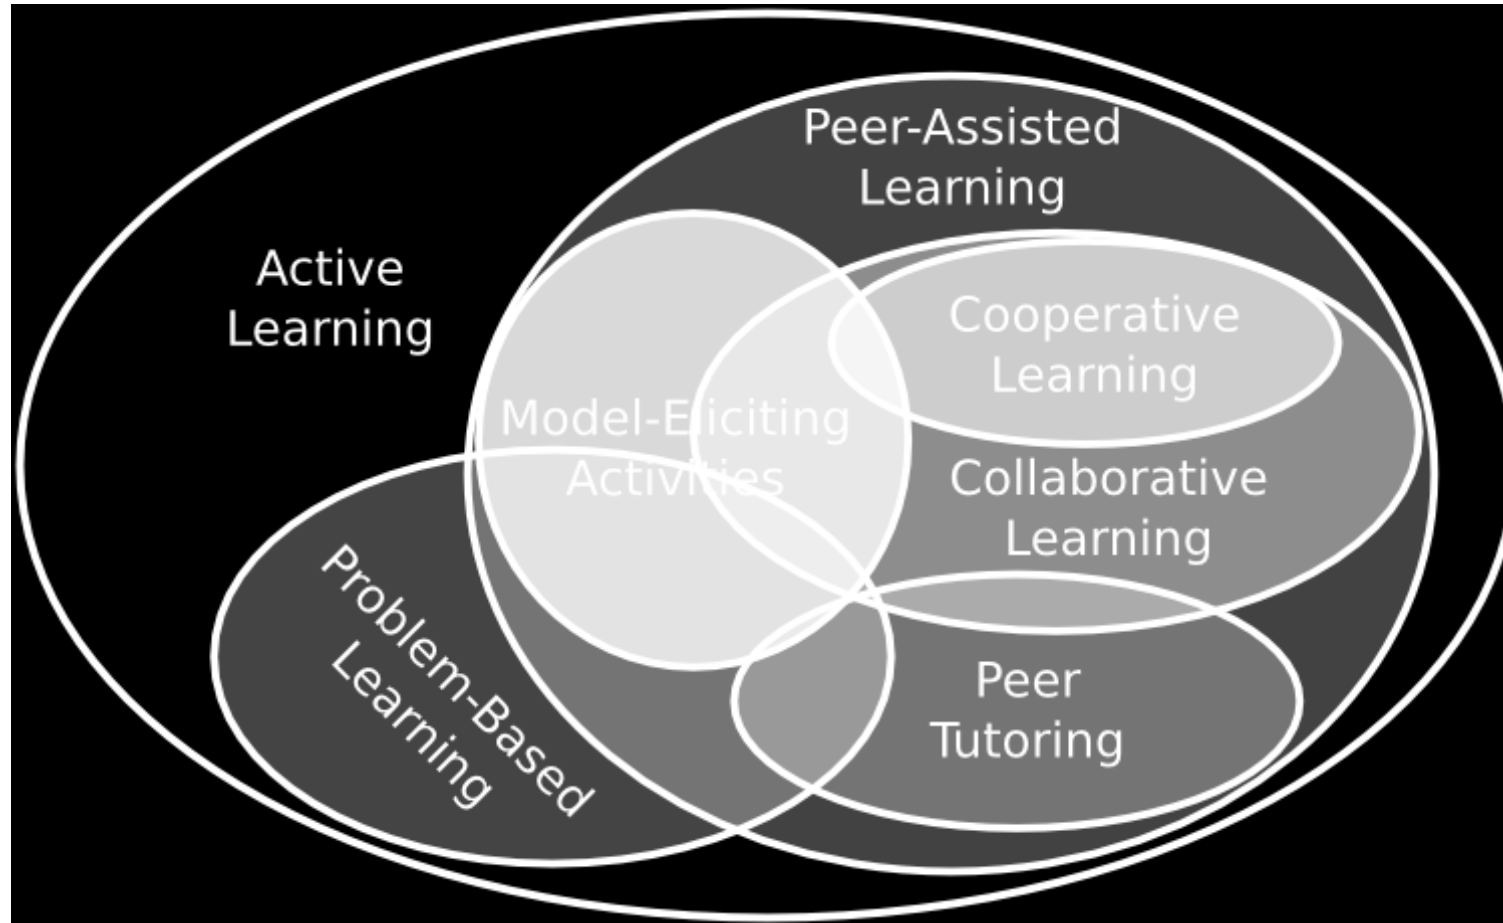 Peer-Assisted
Learning
Active
Learning
Cooperative
Learning
Model-Eliciting
Activities
Collaborative
Learning
Problem-Based
Learning
Peer
Tutoring